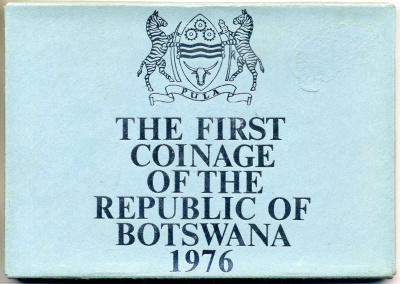 PULA
THE FIRST
COINAGE
OF THE
REPUBLIC OF
BOTSWANA
1976